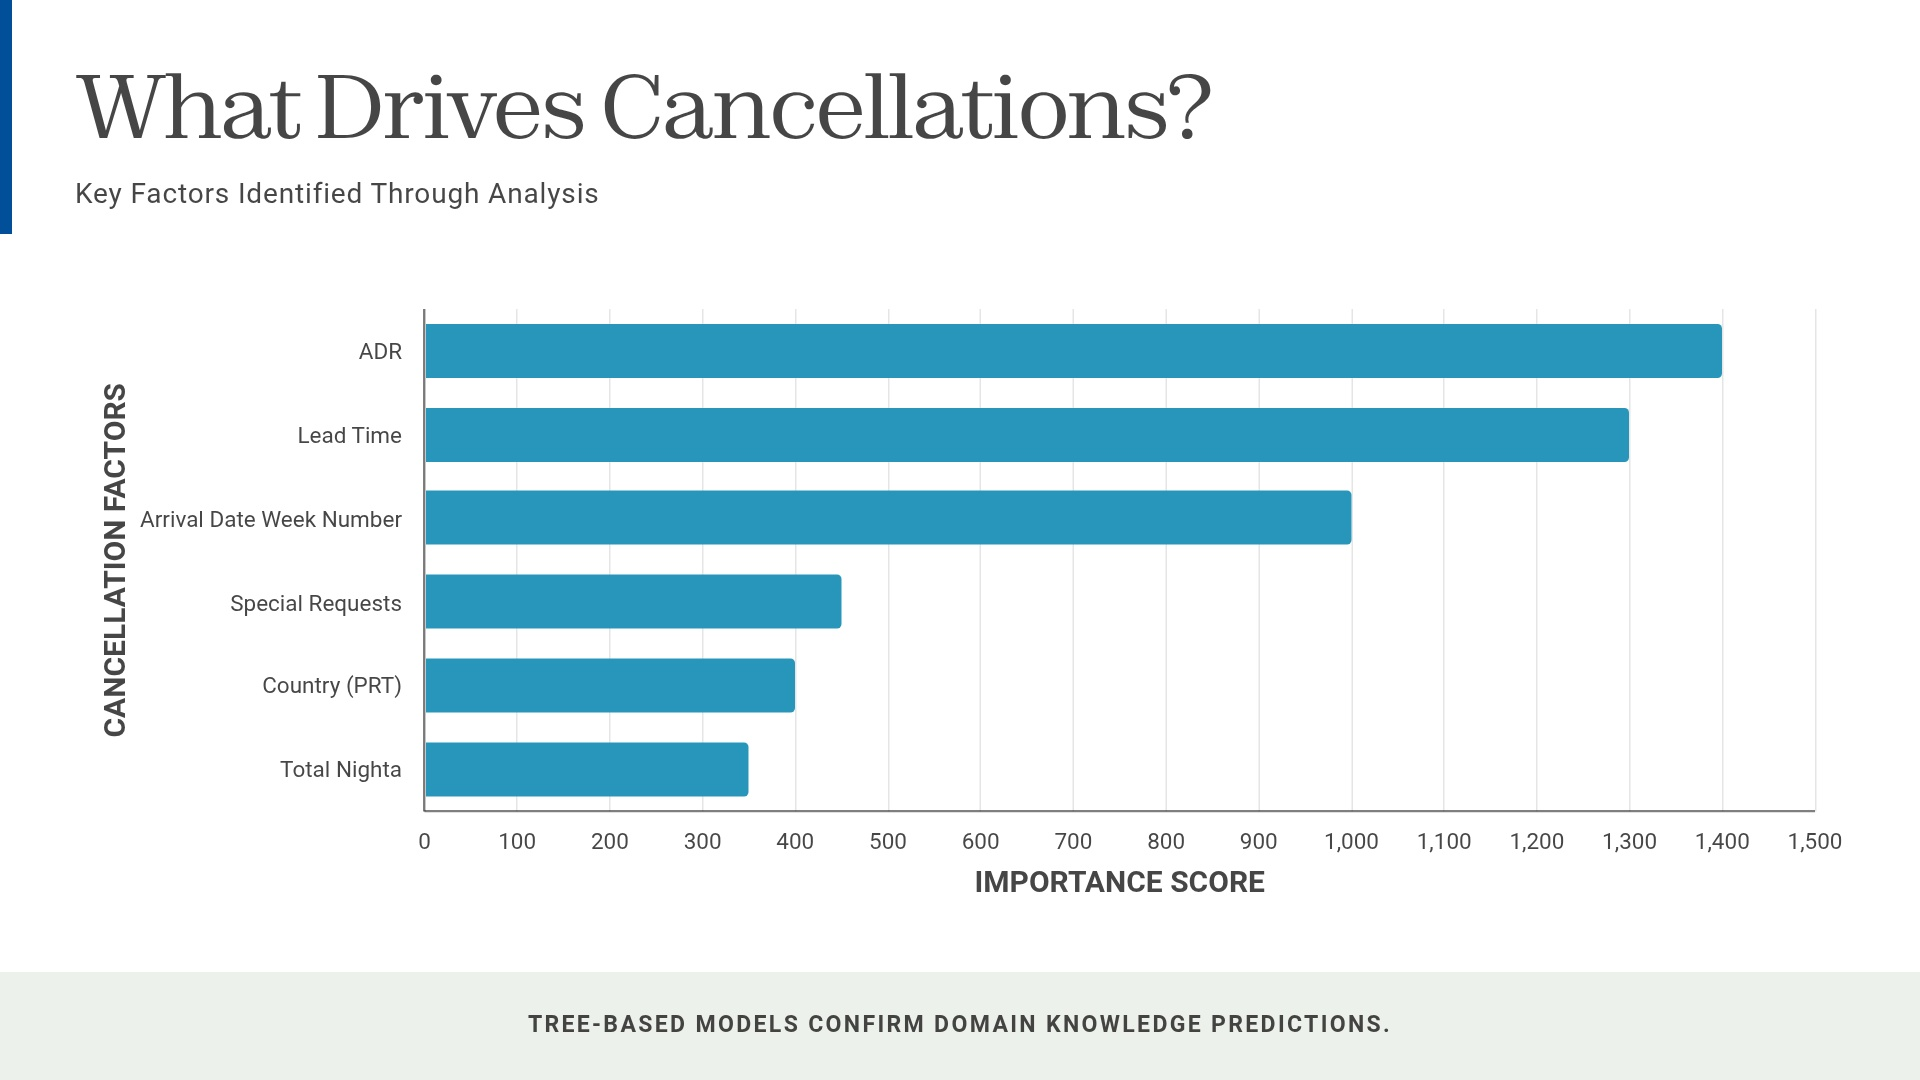 What Drives Cancellations?
Key Factors Identified Through Analysis
CANCELLATION FACTORS
ADR
Lead Time
Arrival Date Week Number
Special Requests
Country (PRT)
Total Nighta
0 100 200 300 400 500 600 700 800 900 1,000 1,100 1,200 1,300 1,400 1,500
IMPORTANCE SCORE
TREE-BASED MODELS CONFIRM DOMAIN KNOWLEDGE PREDICTIONS.